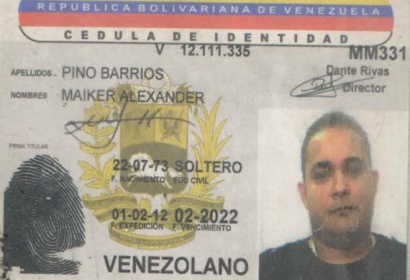 REPUBLICA BOLIVARIANA DE VENEZUELA
CEDULA DE IDENTIDAD
V 12.111.335 MM331
APELLIDOS. PINO BARRIOS Dante Rivas
NOMBRES MAIKER ALEXANDER Director
FIRMA TITULAR
22-07-73 SOLTERO
F. NACIMIENTO EDO CIVIL
01-02-12 02-2022
F. EXPEDICION F. VENCIMIENTO
VENEZOLANO